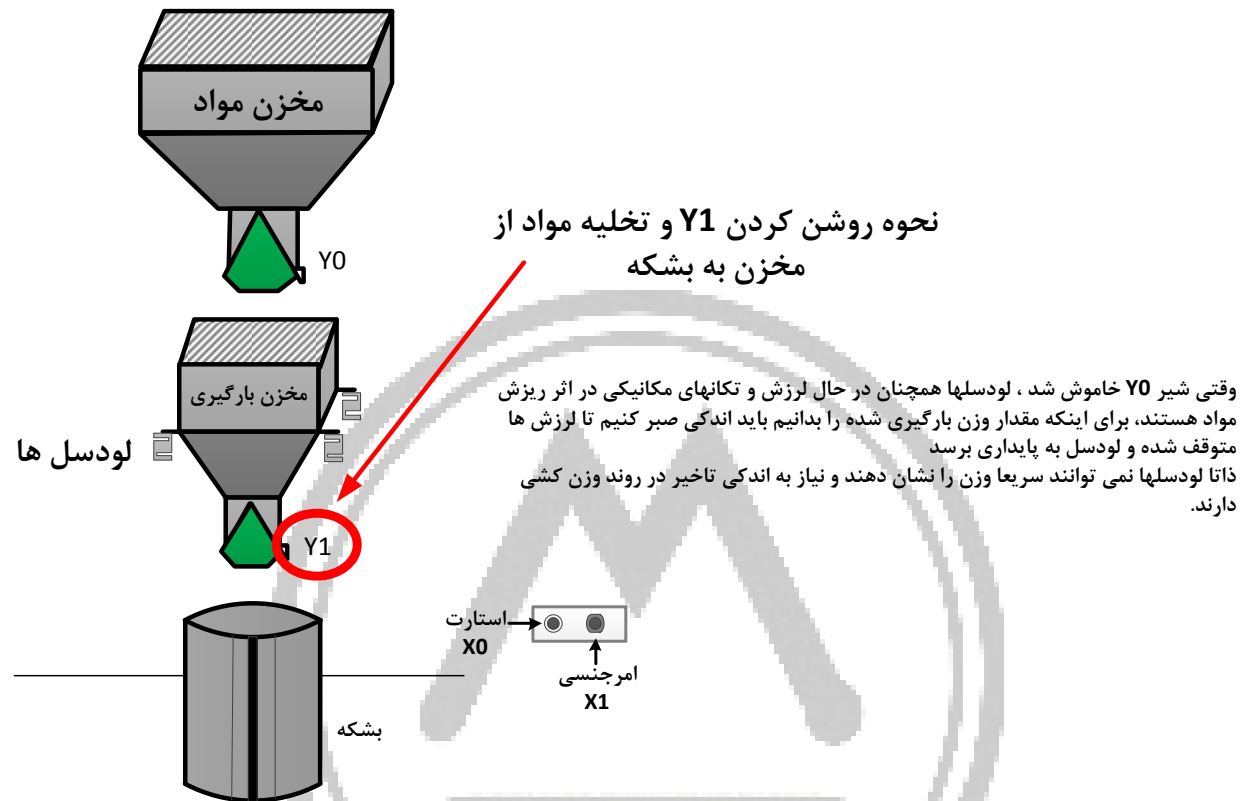 مخزن مواد
Y0
نحوه روشن کردن Y1 و تخلیه مواد از
مخزن به بشکه
مخزن بارگیری
لودسل ها
Y1
وقتی شیر Y0 خاموش شد ، لودسلها همچنان در حال لرزش و تکانهای مکانیکی در اثر ریزش
مواد هستند، برای اینکه مقدار وزن بارگیری شده را بدانیم باید اندکی صبر کنیم تا لرزش ها
متوقف شده و لودسل به پایداری برسد
ذاتا لودسلها نمی توانند سریعا وزن را نشان دهند و نیاز به اندکی تاخیر در روند وزن کشی
دارند.
استارت
X0
امرجنسی
X1
بشکه